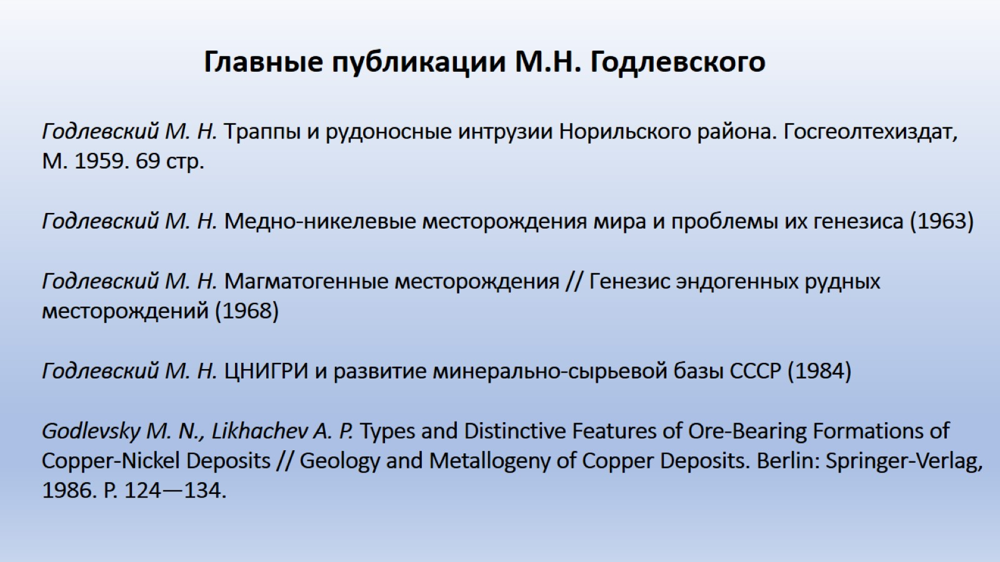 Главные публикации М.Н. Годлевского
Годлевский М. Н. Траппы и рудоносные интрузии Норильского района. Госгеолтехиздат,
М. 1959. 69 стр.
Годлевский М. Н. Медно-никелевые месторождения мира и проблемы их генезиса (1963)
Годлевский М. Н. Магматогенные месторождения // Генезис эндогенных рудных
месторождений (1968)
Годлевский М. Н. ЦНИГРИ и развитие минерально-сырьевой базы СССР (1984)
Godlevsky M. N., Likhachev A. P. Types and Distinctive Features of Ore-Bearing Formations of
Copper-Nickel Deposits // Geology and Metallogeny of Copper Deposits. Berlin: Springer-Verlag,
1986. P. 124—134.